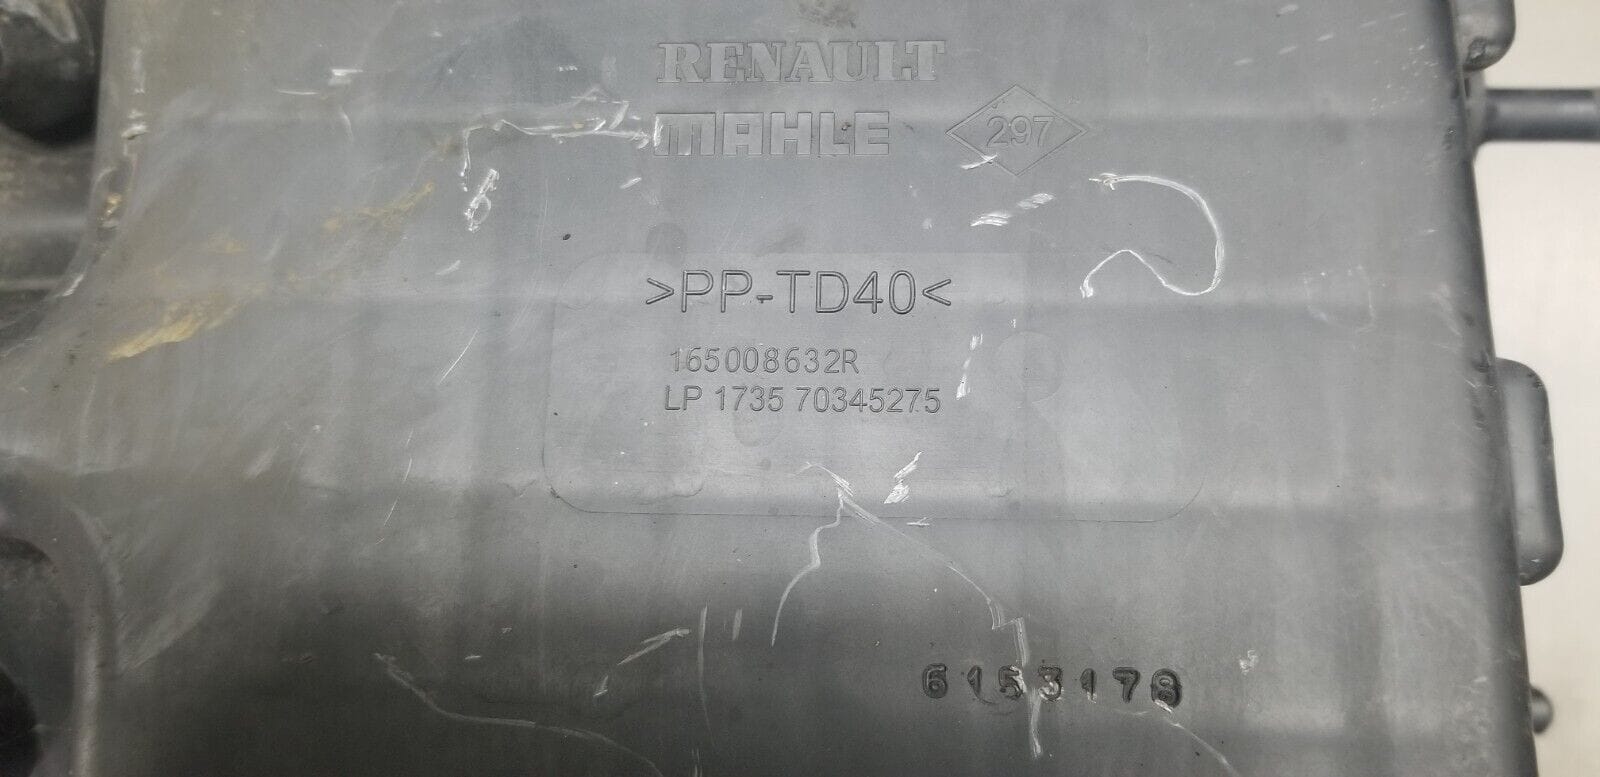 RENAULT
MAHLE
297
>PP-TD40<
165008632R
LP 1735 70345275
6153178